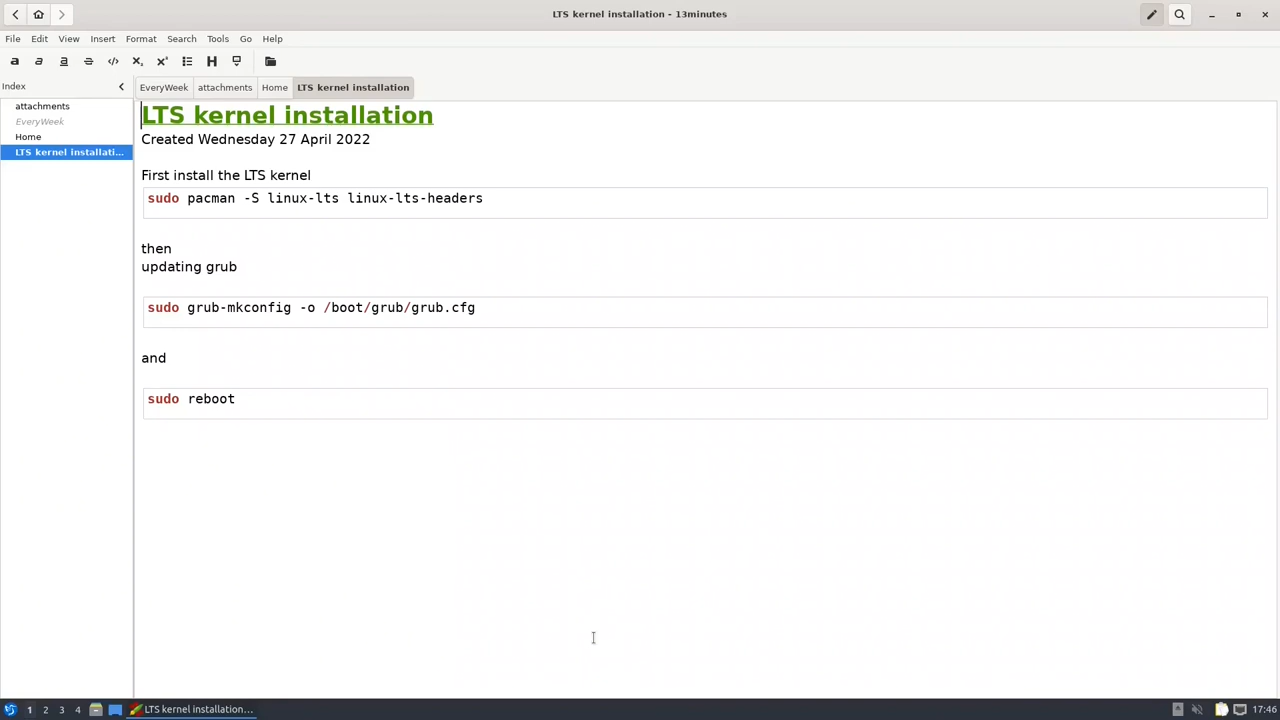 LTS kernel installation - 13minutes
File Edit View Insert Format Search Tools Go Help
Index
EveryWeek attachments Home LTS kernel installation
attachments
EveryWeek
Home
LTS kernel installati...
LTS kernel installation
Created Wednesday 27 April 2022
First install the LTS kernel
sudo pacman -S linux-lts linux-lts-headers
then
updating grub
sudo grub-mkconfig -o /boot/grub/grub.cfg
and
sudo reboot
1 2 3 4 LTS kernel installation... 17:46